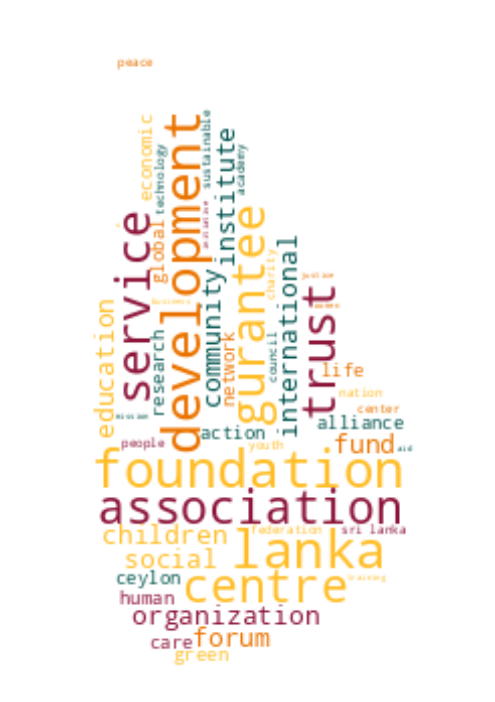 peace
economic
technology
development
sustainable
institute
academy
service
global
initiative
community
gurantee
charity
international
justice
women
trust
business
education
research
network
council
life
nation
center
mission
alliance
action
people
youth
fund
aid
foundation
association
children
federation
sri lanka
social
lanka
ceylon
centre
training
human
organization
care
forum
green